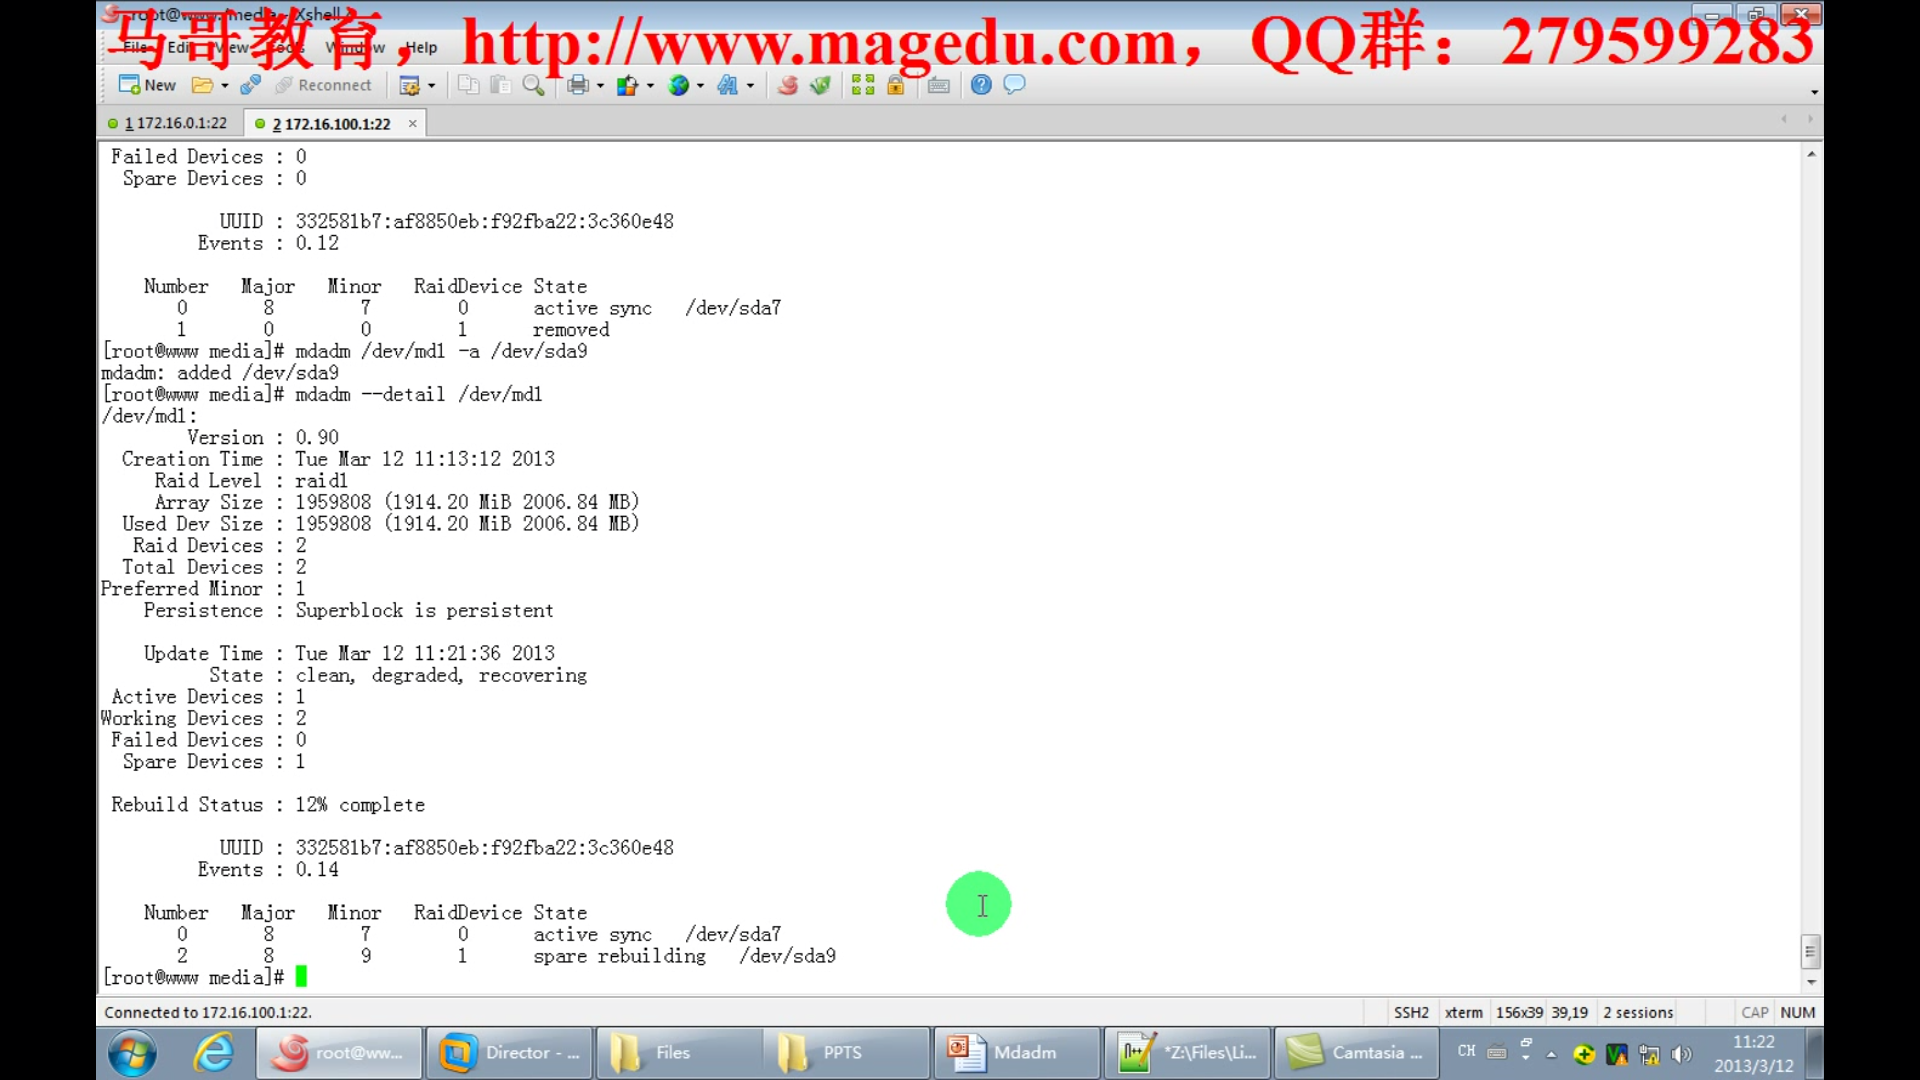 root@www:/media - Xshell
马哥教育，http://www.magedu.com，QQ群：279599283
File Edit View Tools Window Help
New Reconnect
1 172.16.0.1:22 2 172.16.100.1:22
Failed Devices : 0
Spare Devices : 0
UUID : 332581b7:af8850eb:f92fba22:3c360e48
Events : 0.12
Number Major Minor RaidDevice State
0 8 7 0 active sync /dev/sda7
1 0 0 1 removed
[root@www media]# mdadm /dev/md1 -a /dev/sda9
mdadm: added /dev/sda9
[root@www media]# mdadm --detail /dev/md1
/dev/md1:
Version : 0.90
Creation Time : Tue Mar 12 11:13:12 2013
Raid Level : raid1
Array Size : 1959808 (1914.20 MiB 2006.84 MB)
Used Dev Size : 1959808 (1914.20 MiB 2006.84 MB)
Raid Devices : 2
Total Devices : 2
Preferred Minor : 1
Persistence : Superblock is persistent
Update Time : Tue Mar 12 11:21:36 2013
State : clean, degraded, recovering
Active Devices : 1
Working Devices : 2
Failed Devices : 0
Spare Devices : 1
Rebuild Status : 12% complete
UUID : 332581b7:af8850eb:f92fba22:3c360e48
Events : 0.14
Number Major Minor RaidDevice State
0 8 7 0 active sync /dev/sda7
2 8 9 1 spare rebuilding /dev/sda9
[root@www media]#
Connected to 172.16.100.1:22. SSH2 xterm 156x39 39,19 2 sessions CAP NUM
root@ww... Director - ... Files PPTS Mdadm *Z:\Files\Li... Camtasia ... CH 11:22
2013/3/12